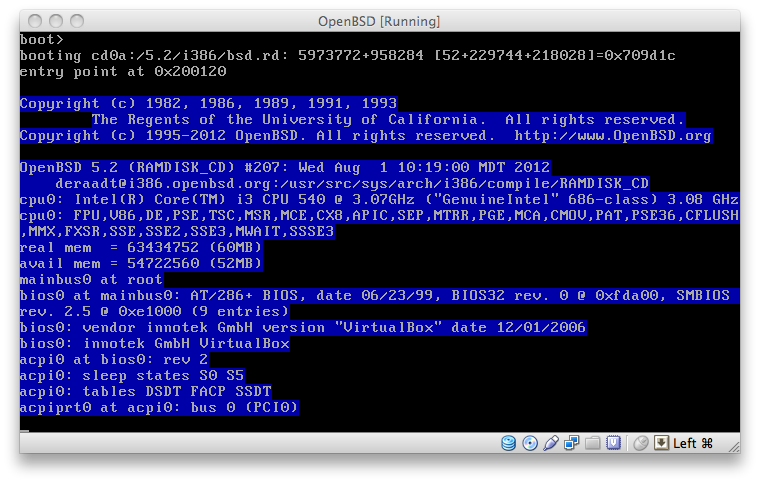 OpenBSD [Running]
boot>
booting cd0a:/5.2/i386/bsd.rd: 5973772+958284 [52+229744+218028]=0x709d1c
entry point at 0x200120
Copyright (c) 1982, 1986, 1989, 1991, 1993
The Regents of the University of California.  All rights reserved.
Copyright (c) 1995-2012 OpenBSD. All rights reserved.  http://www.OpenBSD.org
OpenBSD 5.2 (RAMDISK_CD) #207: Wed Aug  1 10:19:00 MDT 2012
deraadt@i386.openbsd.org:/usr/src/sys/arch/i386/compile/RAMDISK_CD
cpu0: Intel(R) Core(TM) i3 CPU 540 @ 3.07GHz ("GenuineIntel" 686-class) 3.08 GHz
cpu0: FPU,V86,DE,PSE,TSC,MSR,MCE,CX8,APIC,SEP,MTRR,PGE,MCA,CMOV,PAT,PSE36,CFLUSH
,MMX,FXSR,SSE,SSE2,SSE3,MWAIT,SSSE3
real mem  = 63434752 (60MB)
avail mem = 54722560 (52MB)
mainbus0 at root
bios0 at mainbus0: AT/286+ BIOS, date 06/23/99, BIOS32 rev. 0 @ 0xfda00, SMBIOS
rev. 2.5 @ 0xe1000 (9 entries)
bios0: vendor innotek GmbH version "VirtualBox" date 12/01/2006
bios0: innotek GmbH VirtualBox
acpi0 at bios0: rev 2
acpi0: sleep states S0 S5
acpi0: tables DSDT FACP SSDT
acpiprt0 at acpi0: bus 0 (PCI0)
Left ⌘